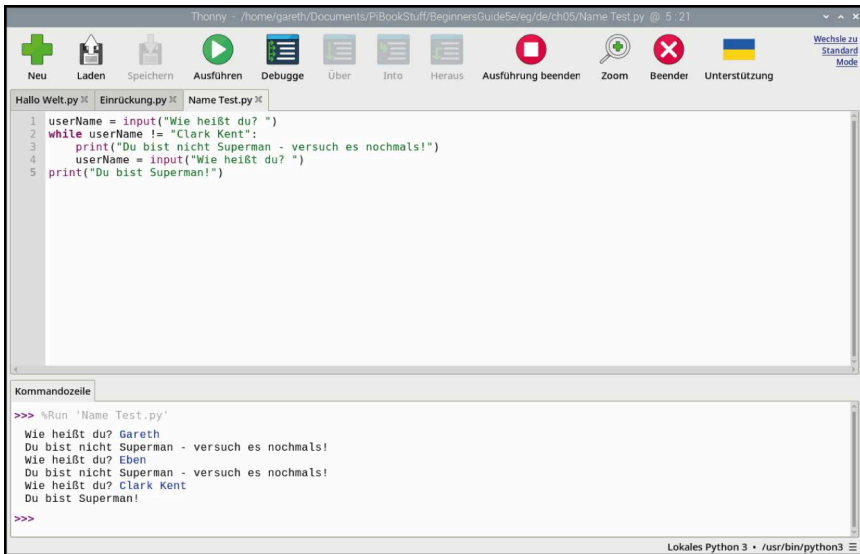 Thonny - /home/gareth/Documents/PiBookStuff/BeginnersGuide5e/eg/de/ch05/Name Test.py @ 5:21
Neu Laden Speichern Ausführen Debugge Über Into Heraus Ausführung beenden Zoom Beender Unterstützung
Wechsle zu
Standard
Mode
Hallo Welt.py Einrückung.py Name Test.py
1 userName = input("Wie heißt du? ")
2 while userName != "Clark Kent":
3     print("Du bist nicht Superman - versuch es nochmals!")
4     userName = input("Wie heißt du? ")
5 print("Du bist Superman!")
Kommandozeile
>>> %Run 'Name Test.py'
Wie heißt du? Gareth
Du bist nicht Superman - versuch es nochmals!
Wie heißt du? Eben
Du bist nicht Superman - versuch es nochmals!
Wie heißt du? Clark Kent
Du bist Superman!
>>>
Lokales Python 3 • /usr/bin/python3 ☰